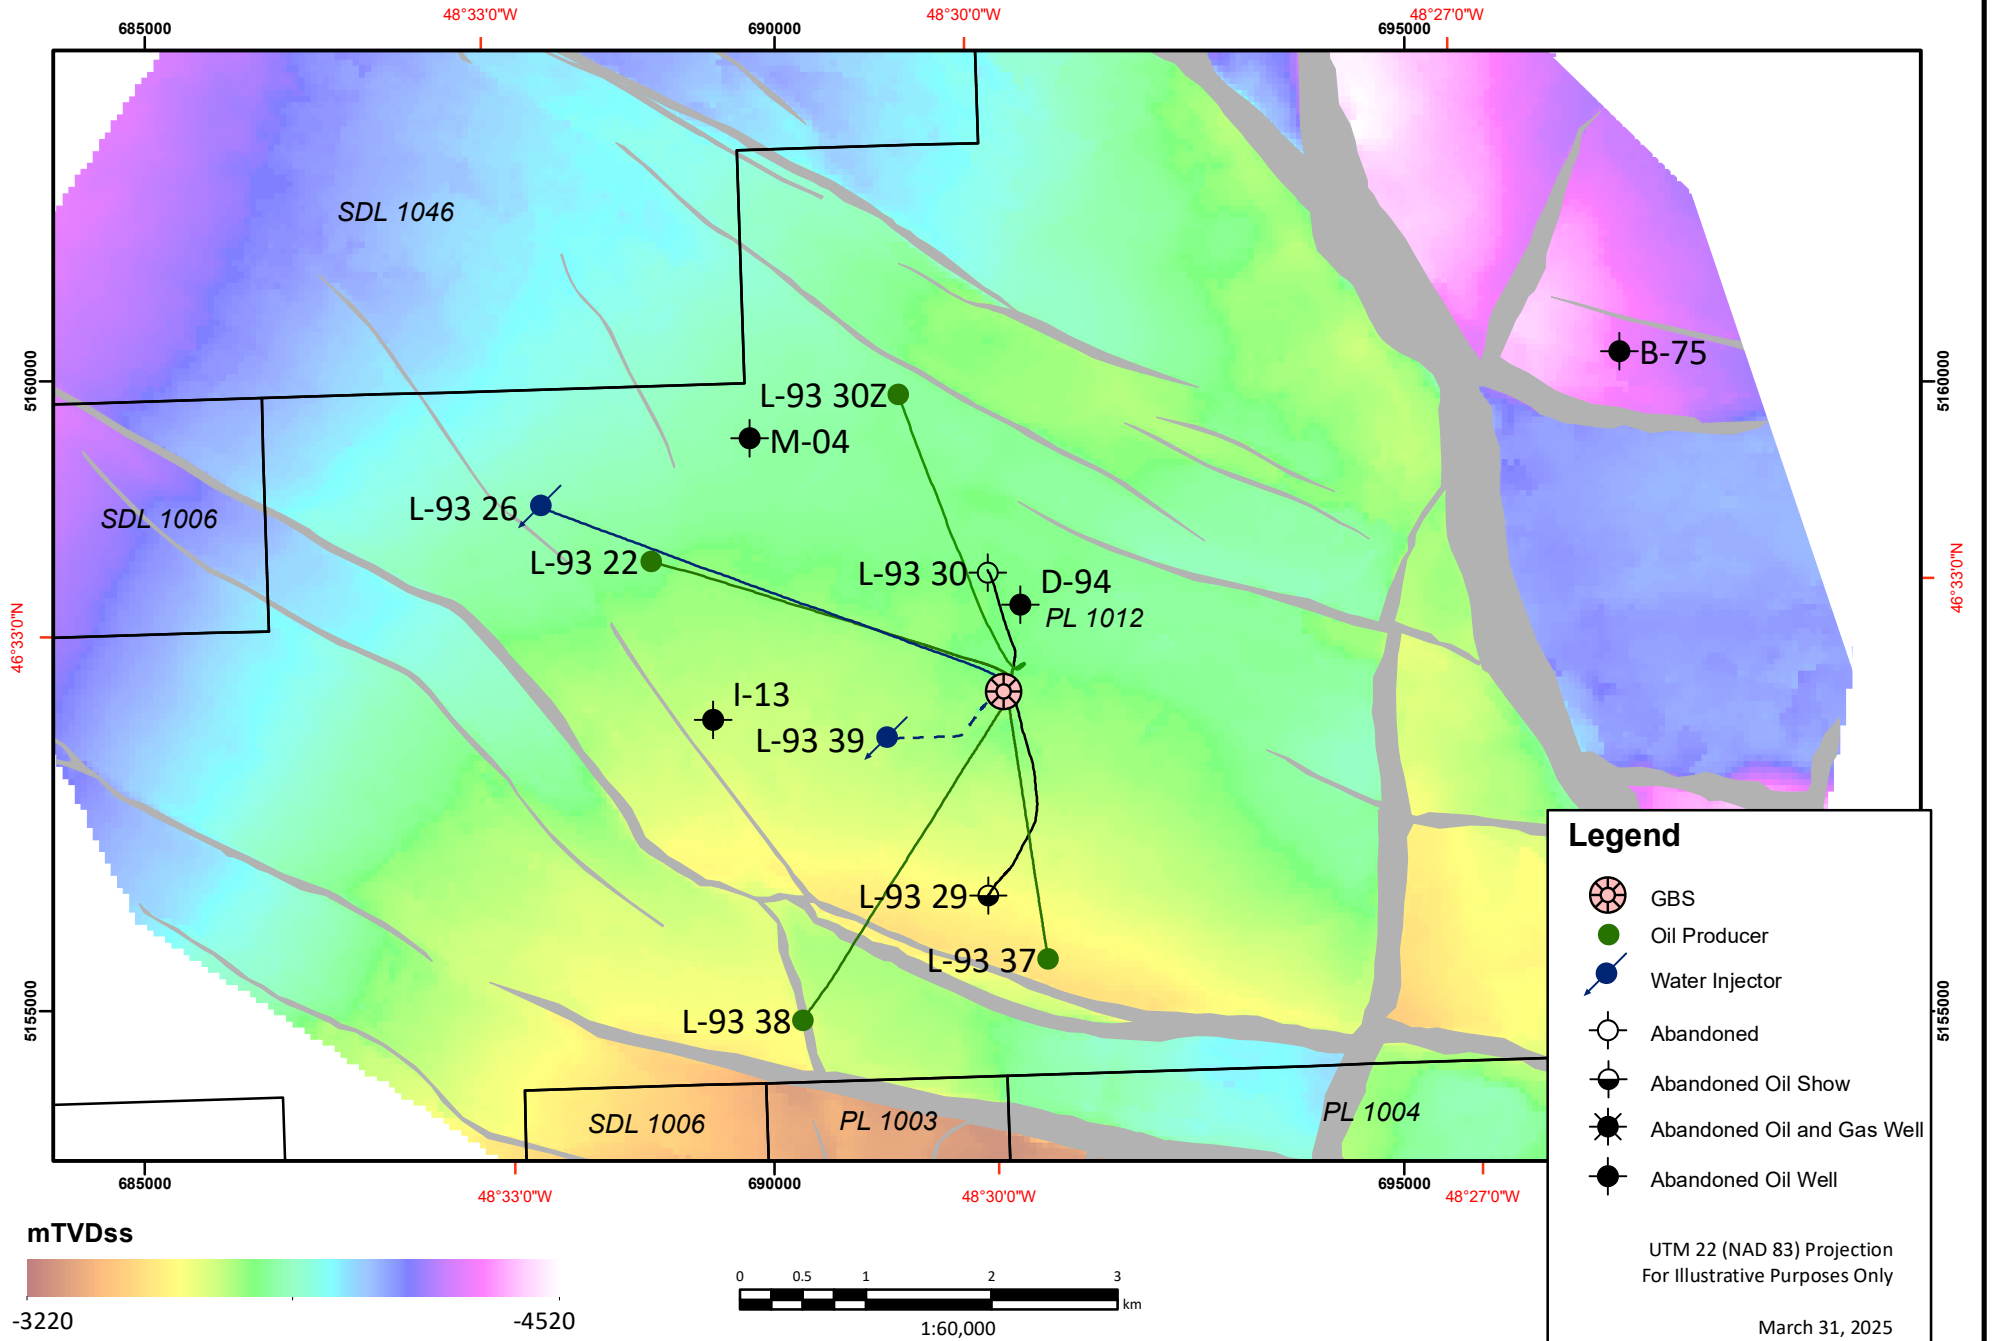 48°33'0"W 48°30'0"W 48°27'0"W
685000 690000 695000
SDL 1046
5160000
5160000
B-75
L-93 30Z
M-04
L-93 26
SDL 1006
L-93 22
L-93 30
D-94
PL 1012
46°33'0"N
46°33'0"N
I-13
L-93 39
L-93 29
L-93 37
L-93 38
5155000
5155000
SDL 1006
PL 1003
PL 1004
685000 690000 695000
48°33'0"W 48°30'0"W 48°27'0"W
Legend
GBS
Oil Producer
Water Injector
Abandoned
Abandoned Oil Show
Abandoned Oil and Gas Well
Abandoned Oil Well
UTM 22 (NAD 83) Projection
For Illustrative Purposes Only
March 31, 2025
mTVDss
-3220 -4520
0 0.5 1 2 3
km
1:60,000